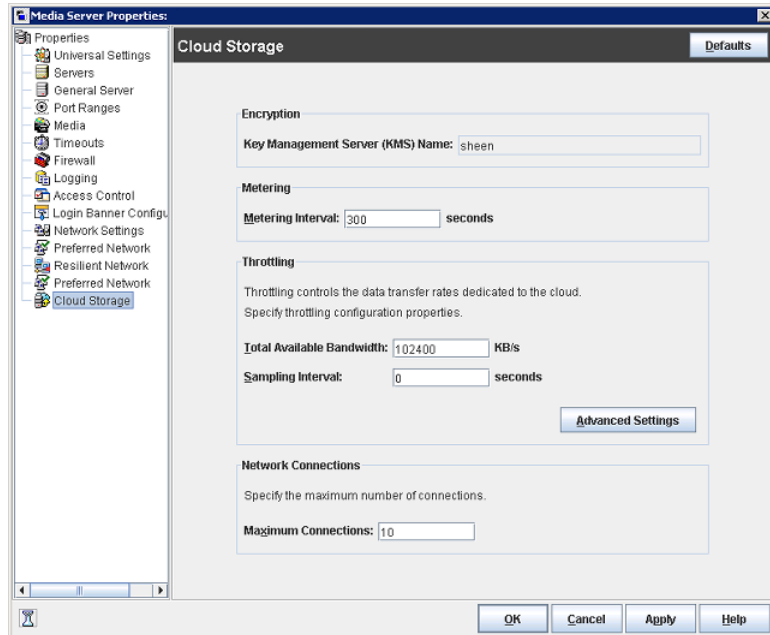 Media Server Properties:
Properties
Universal Settings
Servers
General Server
Port Ranges
Media
Timeouts
Firewall
Logging
Access Control
Login Banner Configu
Network Settings
Preferred Network
Resilient Network
Preferred Network
Cloud Storage
Cloud Storage
Defaults
Encryption
Key Management Server (KMS) Name: sheen
Metering
Metering Interval: 300 seconds
Throttling
Throttling controls the data transfer rates dedicated to the cloud.
Specify throttling configuration properties.
Total Available Bandwidth: 102400 KB/s
Sampling Interval: 0 seconds
Advanced Settings
Network Connections
Specify the maximum number of connections.
Maximum Connections: 10
OK Cancel Apply Help